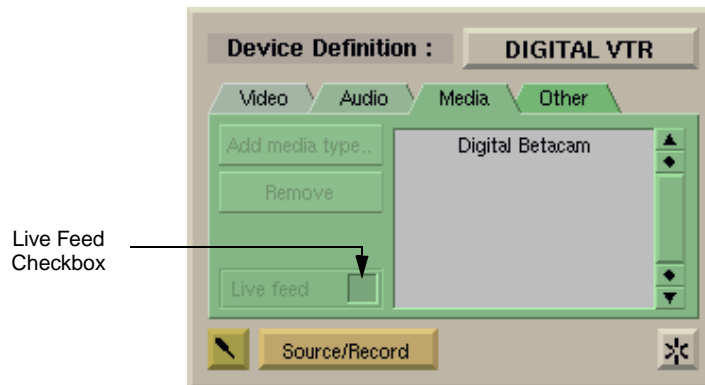 Device Definition : DIGITAL VTR
Video Audio Media Other
Add media type.. Digital Betacam
Remove
Live Feed
Checkbox
Live feed
Source/Record